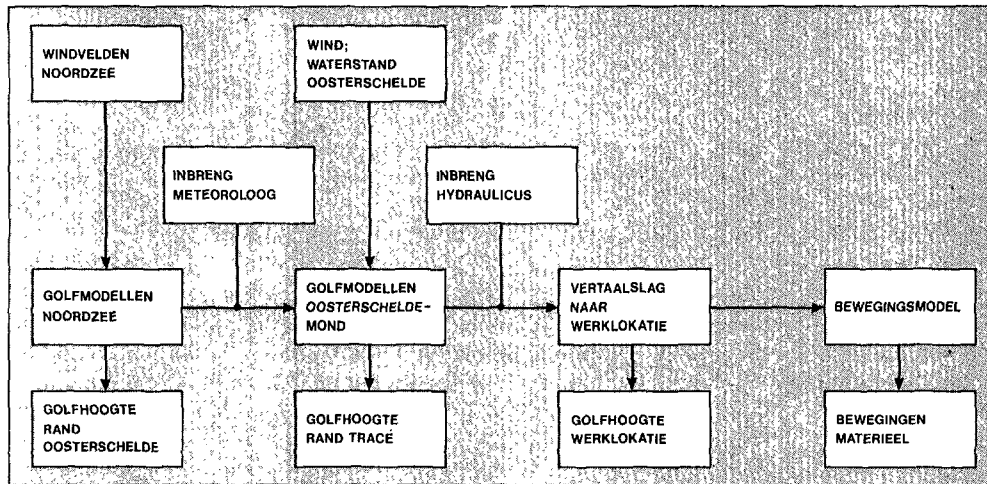 WINDVELDEN
NOORDZEE
WIND;
WATERSTAND
OOSTERSCHELDE
INBRENG
METEOROLOOG
INBRENG
HYDRAULICUS
GOLFMODELLEN
NOORDZEE
GOLFMODELLEN
OOSTERSCHELDE-
MOND
VERTAALSLAG
NAAR
WERKLOKATIE
BEWEGINGSMODEL
GOLFHOOGTE
RAND
OOSTERSCHELDE
GOLFHOOGTE
RAND TRACÉ
GOLFHOOGTE
WERKLOKATIE
BEWEGINGEN
MATERIEEL